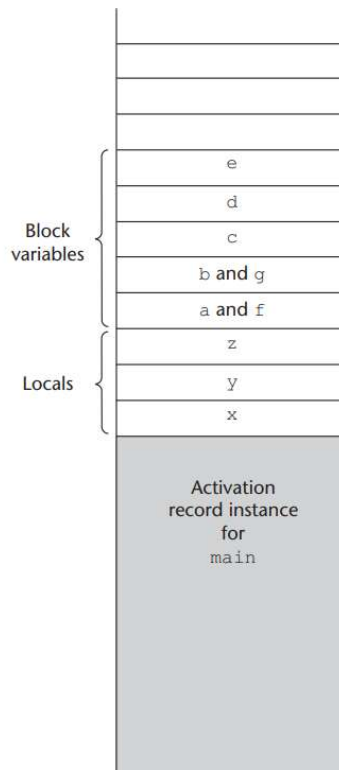 e
d
Block
variables
c
b and g
a and f
z
Locals
y
x
Activation
record instance
for
main